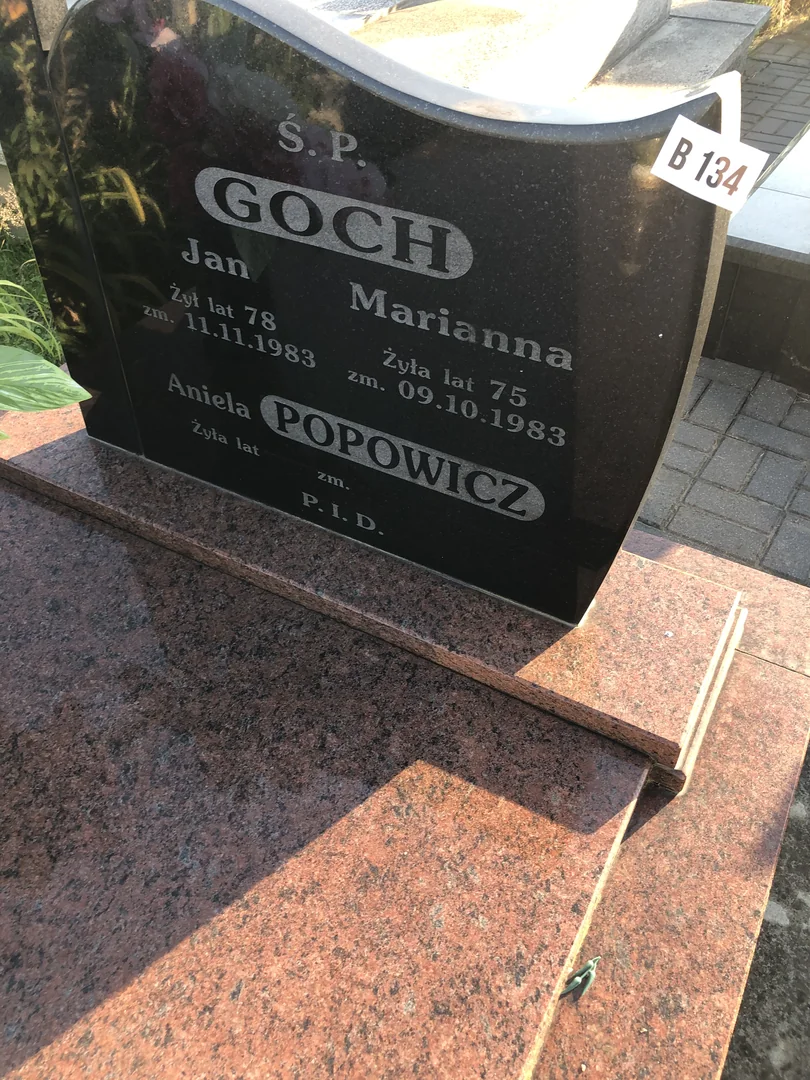 Ś. P.
GOCH
Jan
Żył lat 78
zm. 11.11.1983
Marianna
Żyła lat 75
zm. 09.10.1983
Aniela POPOWICZ
Żyła lat zm.
P. I. D.
B 134